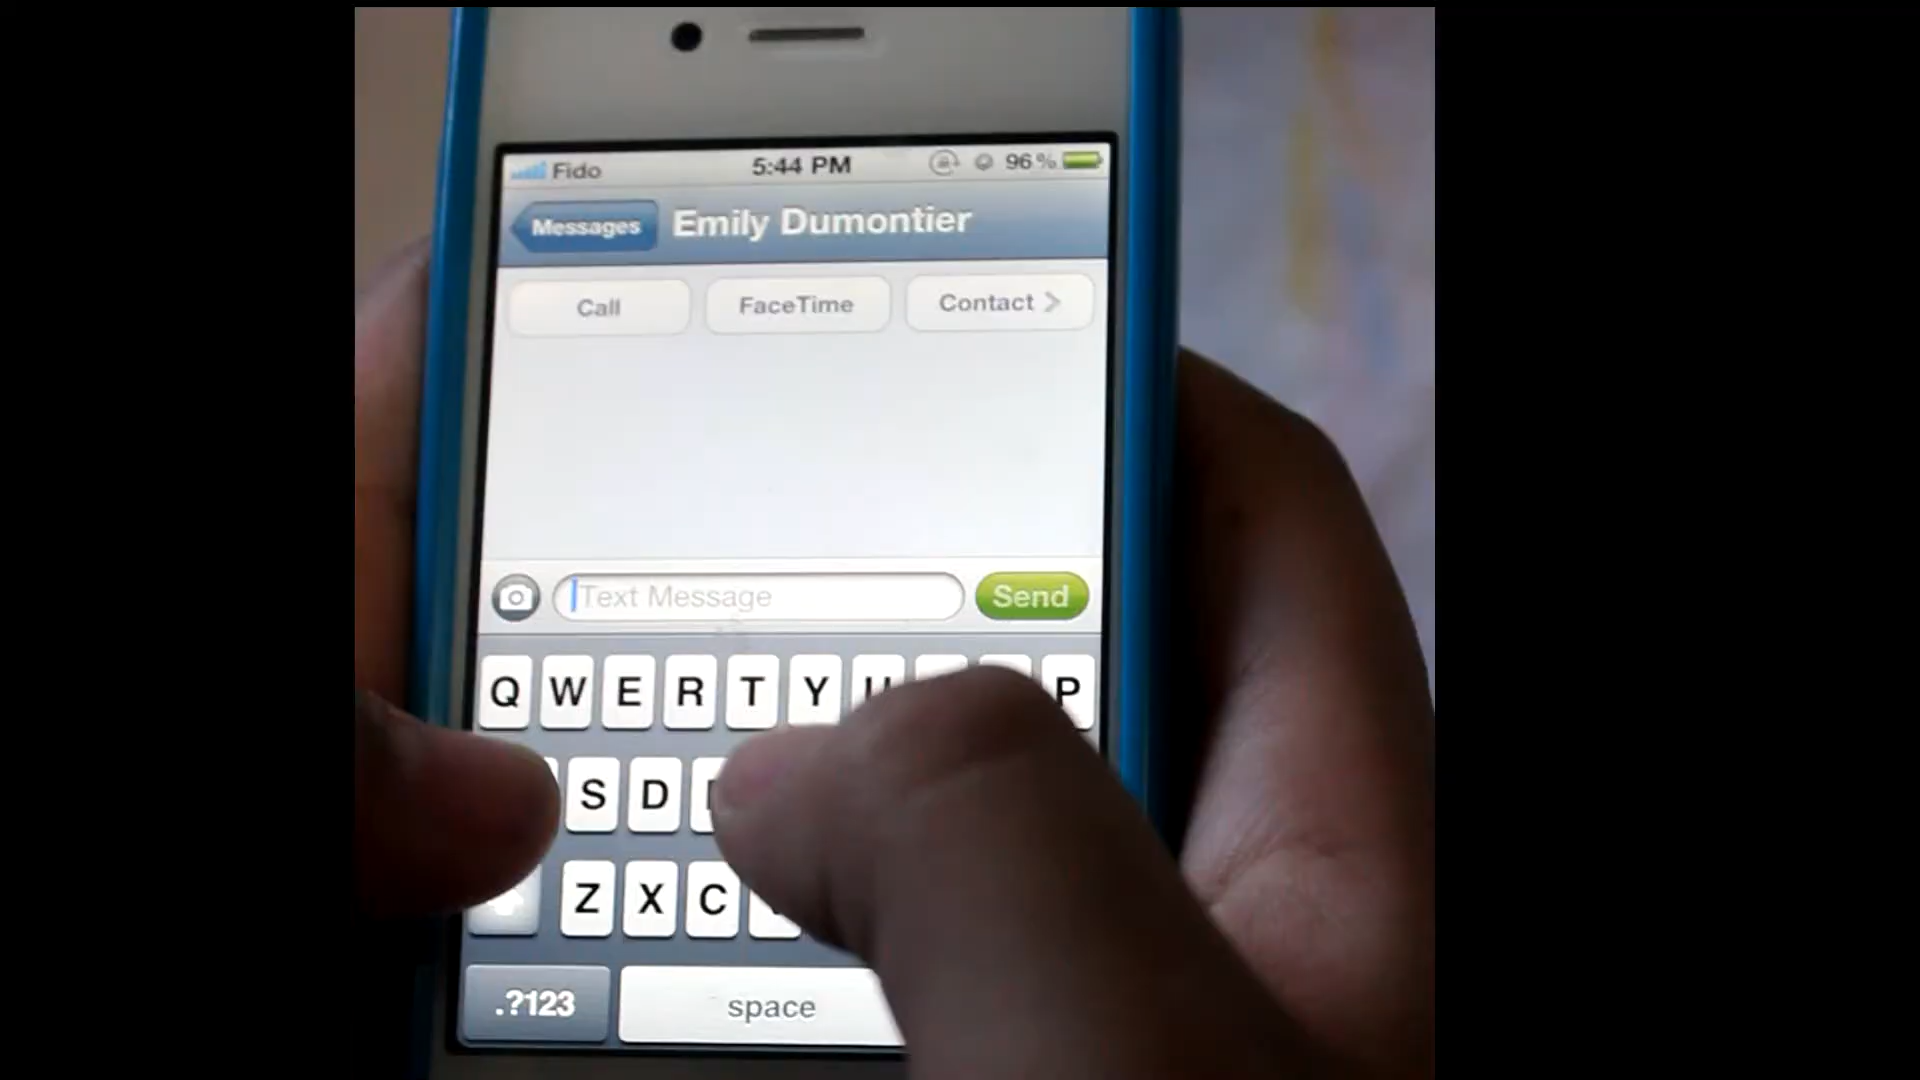 Fido 5:44 PM 96%
Messages Emily Dumontier
Call FaceTime Contact
Text Message Send
Q W E R T Y U P
S D
Z X C
.?123 space